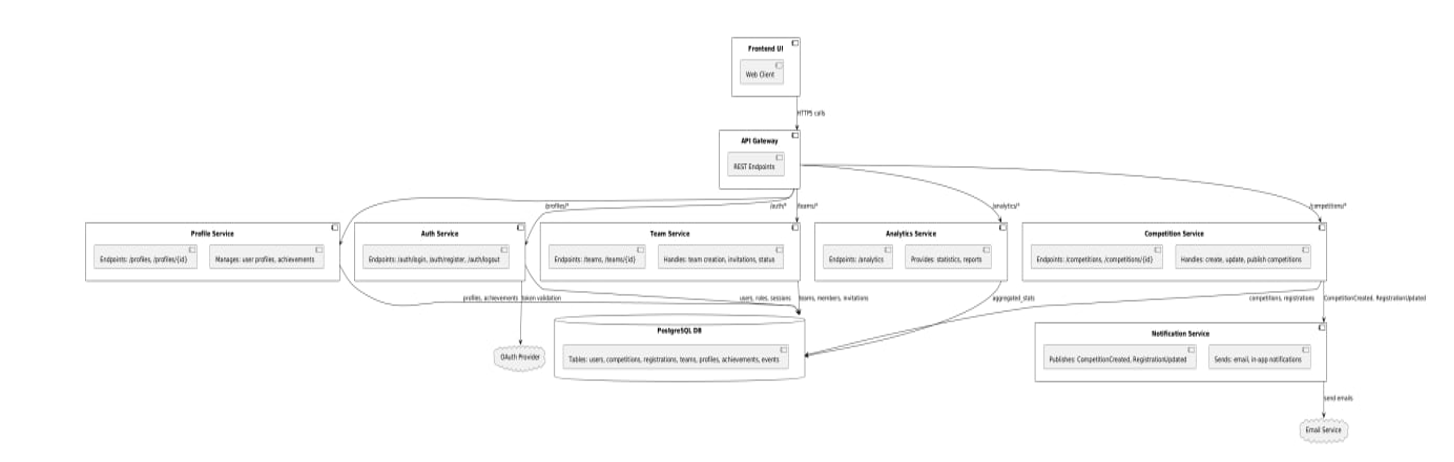 Frontend UI
Web Client
HTTPS calls
API Gateway
REST Endpoints
/profiles/*
/auth/*
/teams/*
/analytics/*
/competitions/*
Profile Service
Endpoints: /profiles, /profiles/{id}
Manages: user profiles, achievements
Auth Service
Endpoints: /auth/login, /auth/register, /auth/logout
Team Service
Endpoints: /teams, /teams/{id}
Handles: team creation, invitations, status
Analytics Service
Endpoints: /analytics
Provides: statistics, reports
Competition Service
Endpoints: /competitions, /competitions/{id}
Handles: create, update, publish competitions
profiles, achievements
token validation
users, roles, sessions
teams, members, invitations
aggregated_stats
competitions, registrations
CompetitionCreated, RegistrationUpdated
OAuth Provider
PostgreSQL DB
Tables: users, competitions, registrations, teams, profiles, achievements, events
Notification Service
Publishes: CompetitionCreated, RegistrationUpdated
Sends: email, in-app notifications
send emails
Email Service